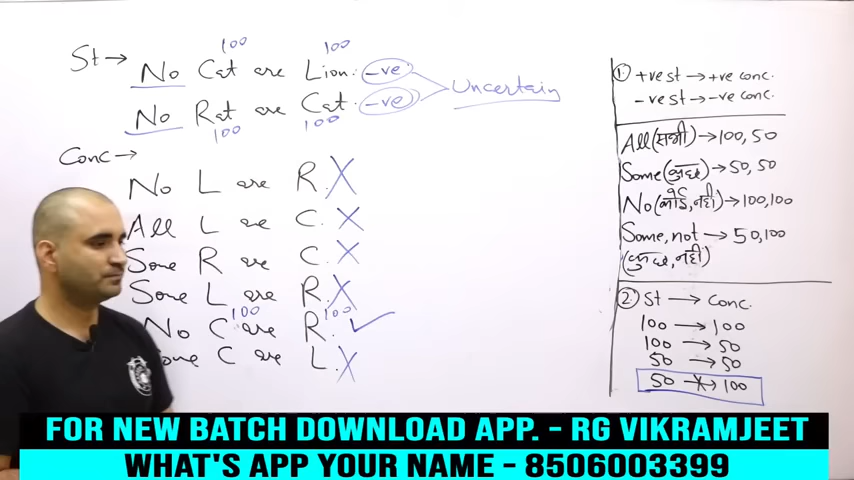 100 100
St → No Cat are Lion. -ve
No Rat are Cat. -ve Uncertain
100 100
Conc →
No L are R. X
All L are C. X
Some R are C. X
Some L are R. X
100 100
No C are R. ✓
Some C are L. X
1. +ve st → +ve conc.
-ve st → -ve conc.
All (सभी) → 100, 50
Some (कुछ) → 50, 50
No (कोई, नहीं) → 100, 100
Some, not → 50, 100
(कुछ, नहीं)
2. St → Conc.
100 → 100
100 → 50
50 → 50
50 -X→ 100
FOR NEW BATCH DOWNLOAD APP. - RG VIKRAMJEET
WHAT'S APP YOUR NAME - 8506003399